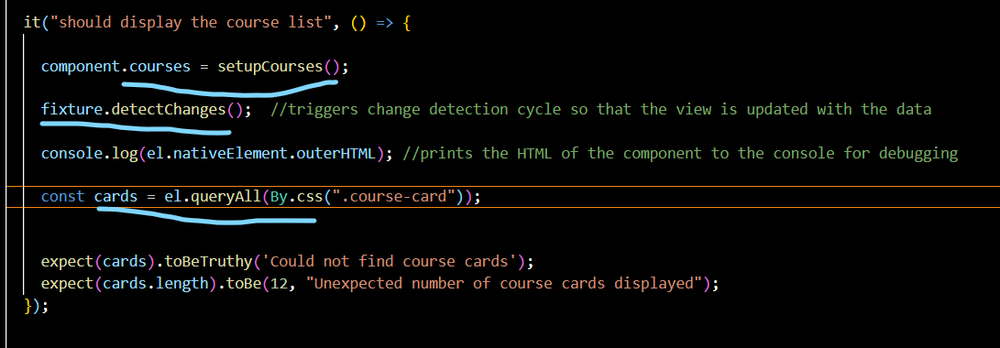 it("should display the course list", () => {
component.courses = setupCourses();
fixture.detectChanges();  //triggers change detection cycle so that the view is updated with the data
console.log(el.nativeElement.outerHTML); //prints the HTML of the component to the console for debugging
const cards = el.queryAll(By.css(".course-card"));
expect(cards).toBeTruthy('Could not find course cards');
expect(cards.length).toBe(12, "Unexpected number of course cards displayed");
});